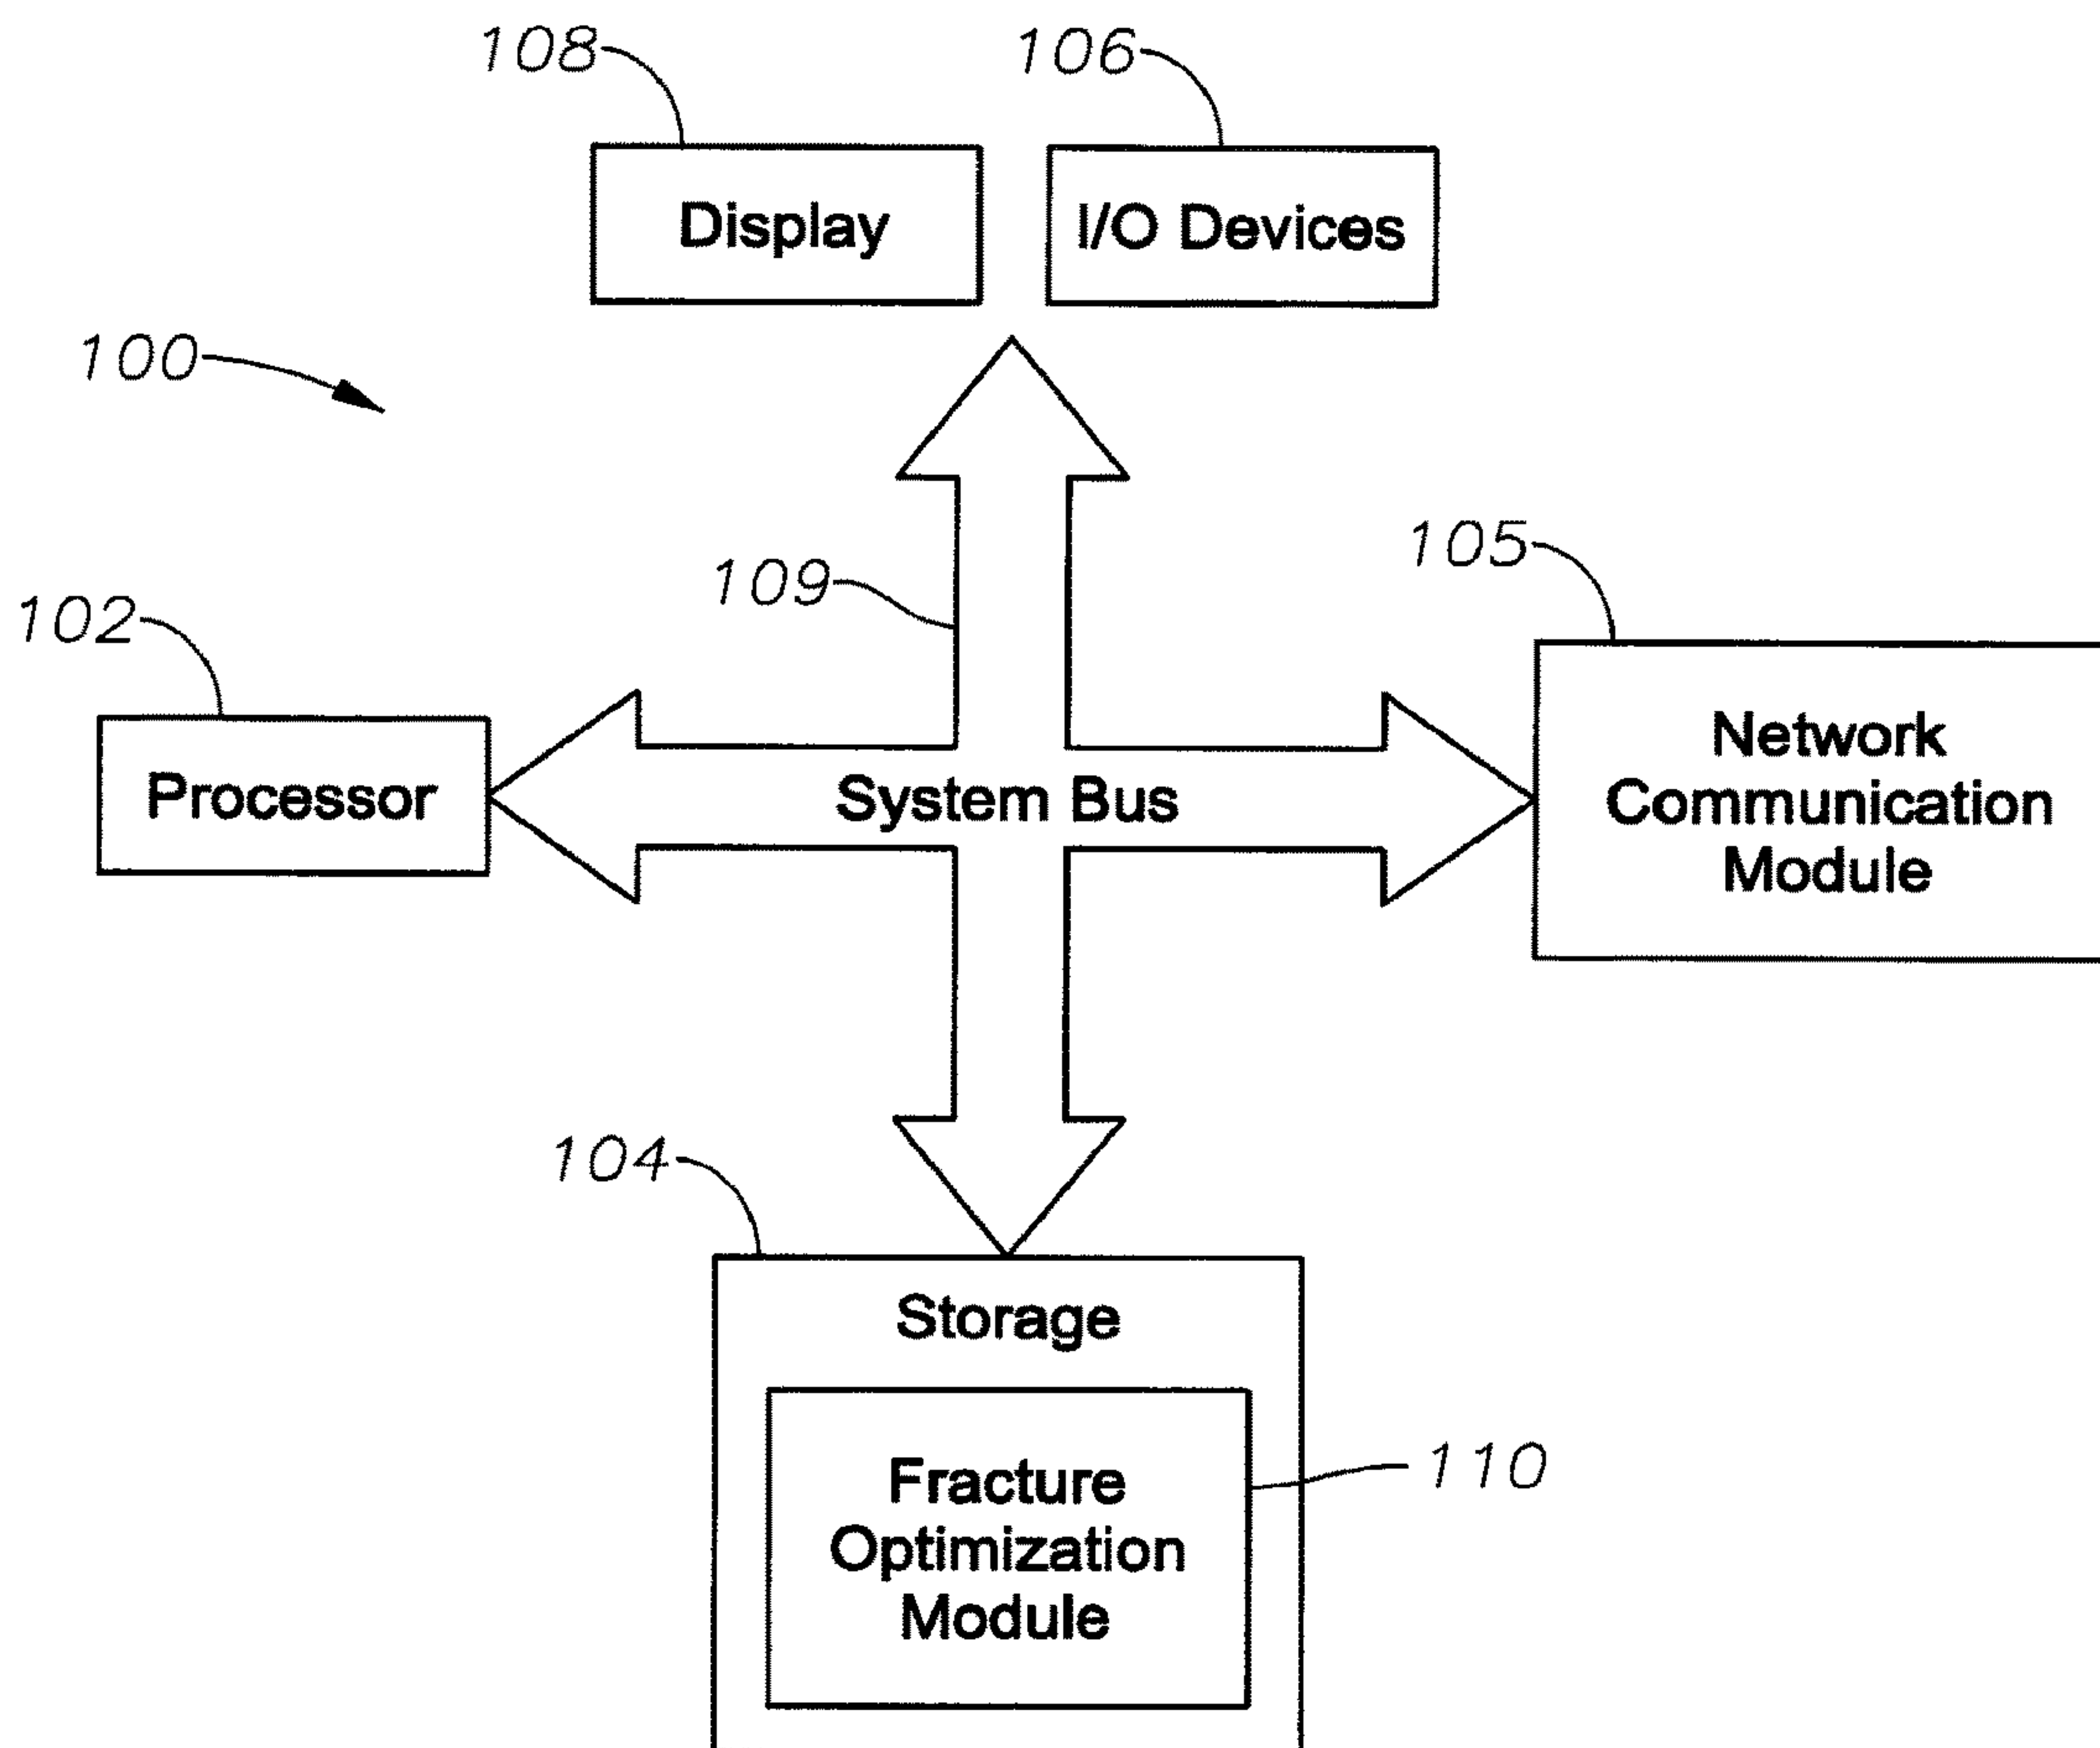 108
106
Display
I/O Devices
100
109
105
102
Network
Communication
Module
Processor
System Bus
104
Storage
Fracture
Optimization
Module
110